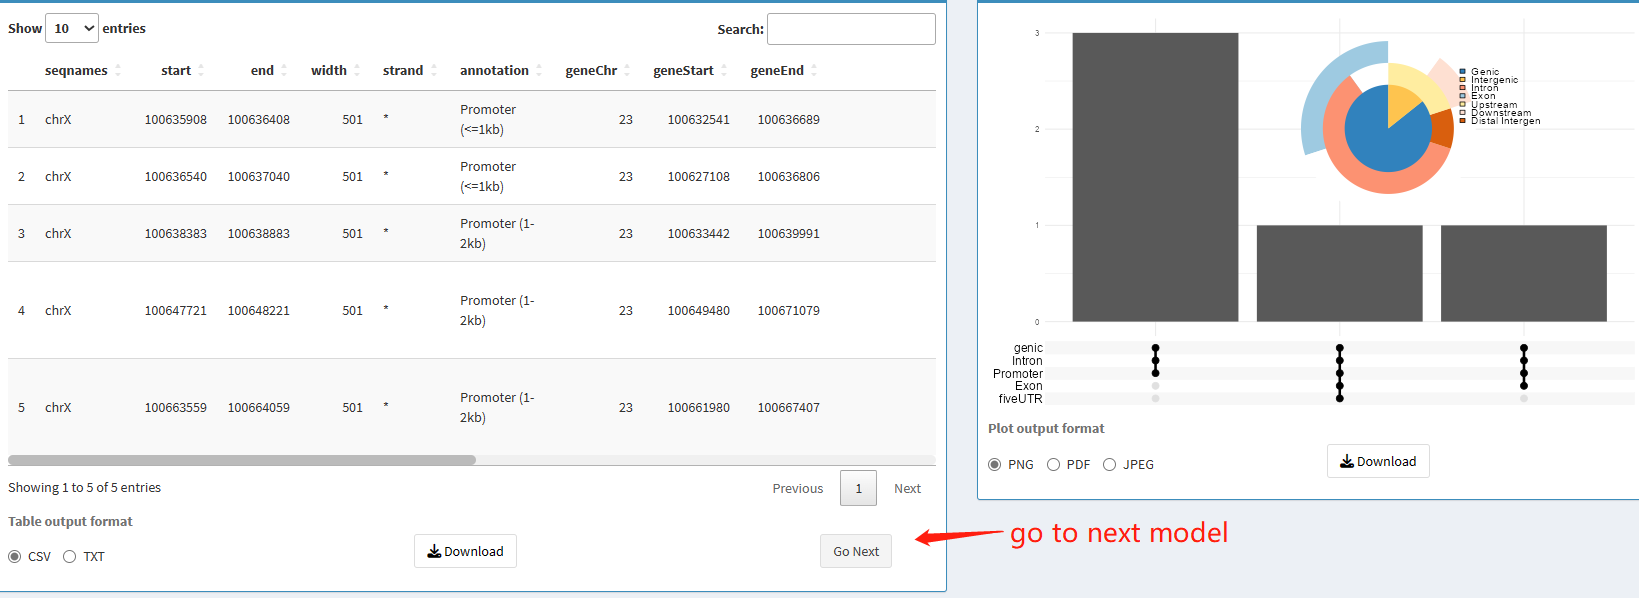 Show 10 entries
Search:
seqnames start end width strand annotation geneChr geneStart geneEnd
1 chrX 100635908 100636408 501 * Promoter (<=1kb) 23 100632541 100636689
2 chrX 100636540 100637040 501 * Promoter (<=1kb) 23 100627108 100636806
3 chrX 100638383 100638883 501 * Promoter (1-2kb) 23 100633442 100639991
4 chrX 100647721 100648221 501 * Promoter (1-2kb) 23 100649480 100671079
5 chrX 100663559 100664059 501 * Promoter (1-2kb) 23 100661980 100667407
Showing 1 to 5 of 5 entries
Previous 1 Next
Table output format
CSV TXT
Download
Go Next
go to next model
3
2
1
0
Genic
Intergenic
Intron
Exon
Upstream
Downstream
Distal Intergen
genic
Intron
Promoter
Exon
fiveUTR
Plot output format
PNG PDF JPEG
Download